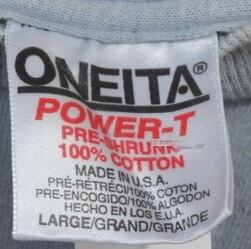 ONEITA®
POWER-T
PRE-SHRUNK
100% COTTON
MADE IN U.S.A.
PRÉ-RÉTRÉCI/100% COTON
PRE-ENCOGIDO/100% ALGODON
HECHO EN LOS E.U.A
LARGE/GRAND/GRANDE